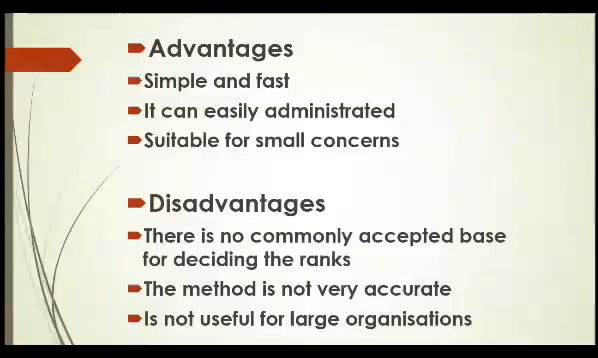 Advantages
Simple and fast
It can easily administrated
Suitable for small concerns
Disadvantages
There is no commonly accepted base
for deciding the ranks
The method is not very accurate
Is not useful for large organisations